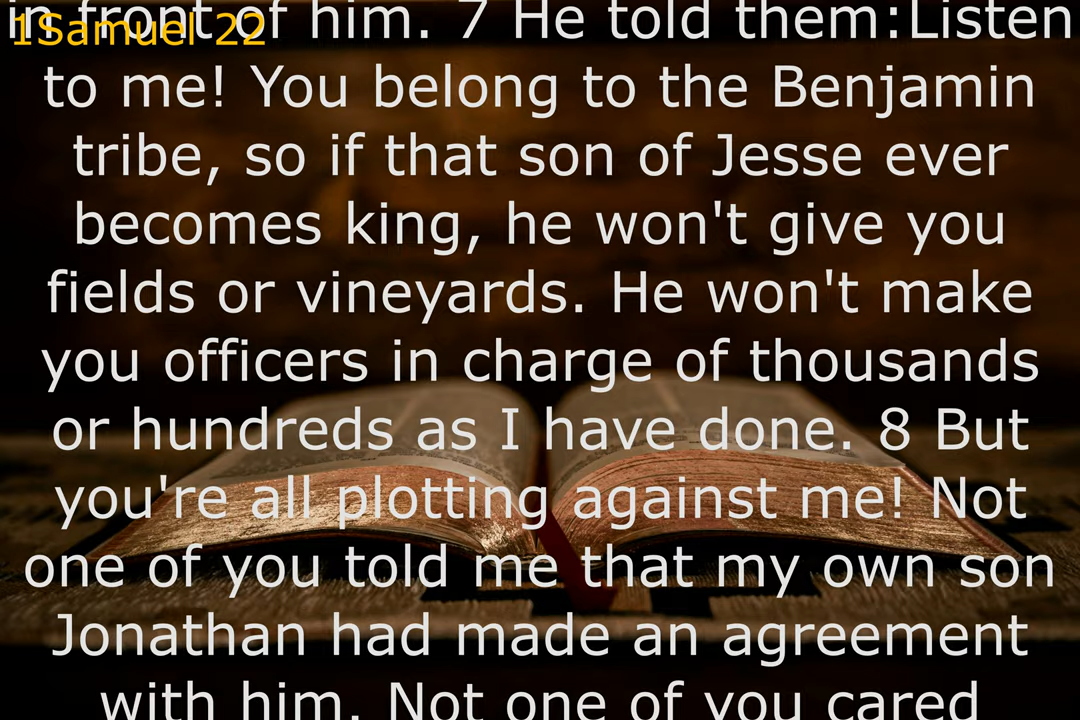 1Samuel 22
in front of him. 7 He told them:Listen
to me! You belong to the Benjamin
tribe, so if that son of Jesse ever
becomes king, he won't give you
fields or vineyards. He won't make
you officers in charge of thousands
or hundreds as I have done. 8 But
you're all plotting against me! Not
one of you told me that my own son
Jonathan had made an agreement
with him. Not one of you cared